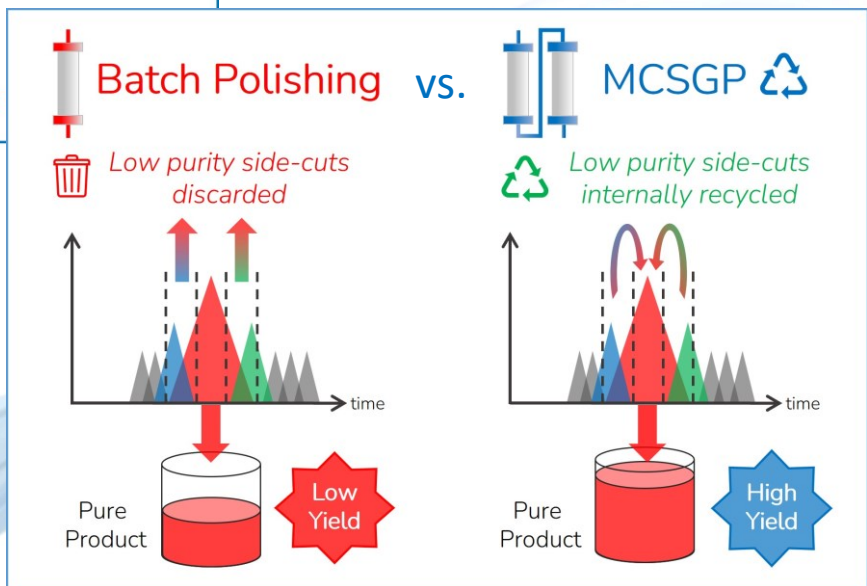 Batch Polishing vs. MCSGP
Low purity side-cuts
discarded
Low purity side-cuts
internally recycled
time
time
Pure
Product
Low
Yield
Pure
Product
High
Yield